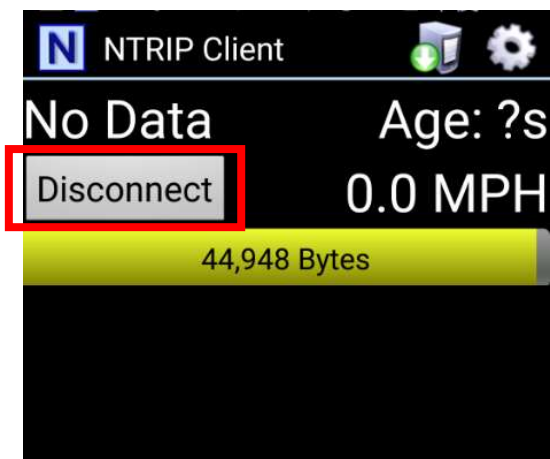 N NTRIP Client
No Data Age: ?s
Disconnect 0.0 MPH
44,948 Bytes